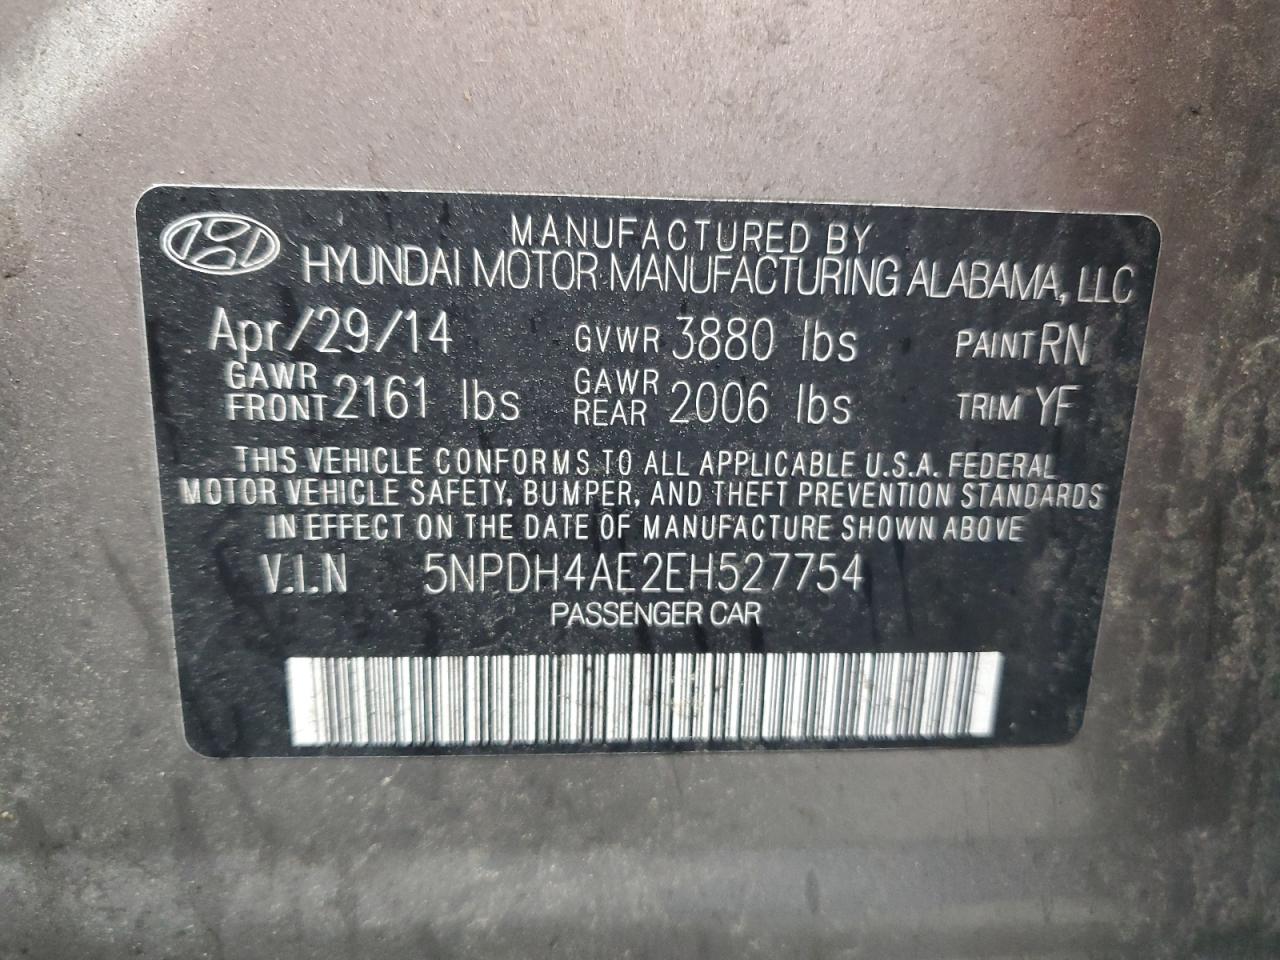 MANUFACTURED BY
HYUNDAI MOTOR MANUFACTURING ALABAMA, LLC
Apr/29/14 GVWR 3880 lbs PAINT RN
GAWR FRONT 2161 lbs GAWR REAR 2006 lbs TRIM YF
THIS VEHICLE CONFORMS TO ALL APPLICABLE U.S.A. FEDERAL
MOTOR VEHICLE SAFETY, BUMPER, AND THEFT PREVENTION STANDARDS
IN EFFECT ON THE DATE OF MANUFACTURE SHOWN ABOVE
V.I.N 5NPDH4AE2EH527754
PASSENGER CAR